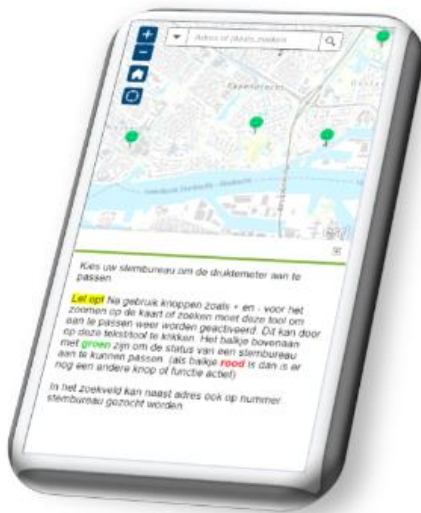 Adres of plaats zoeken
Papendrecht
Kies uw stembureau om de druktemeter aan te
passen
Let op! Na gebruik knoppen zoals + en - voor het
zoomen op de kaart of zoeken moet deze tool om
aan te passen weer worden geactiveerd. Dit kan door
op deze tekst/tool te klikken. Het balkje bovenaan
met groen zijn om de status van een stembureau
aan te kunnen passen. (als balkje rood is dan is er
nog een andere knop of functie actief)
In het zoekveld kan naast adres ook op nummer
stembureau gezocht worden.